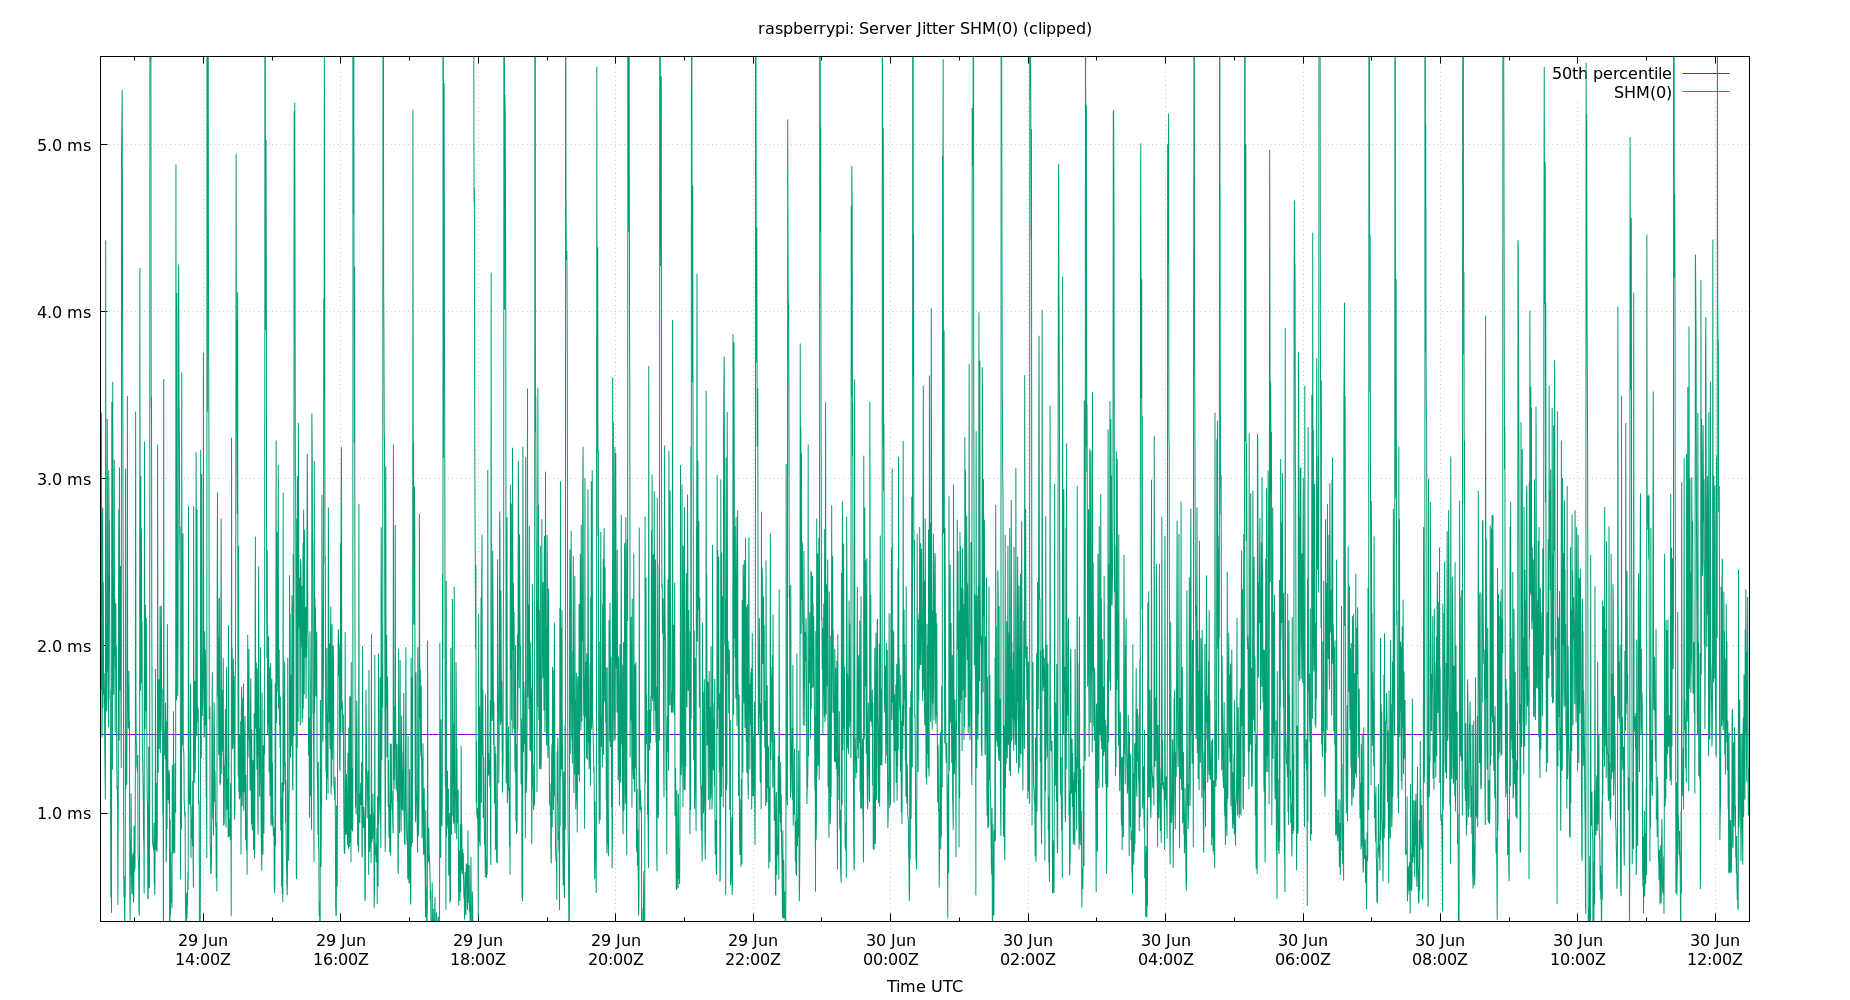 raspberrypi: Server Jitter SHM(0) (clipped)
50th percentile
SHM(0)
5.0 ms
4.0 ms
3.0 ms
2.0 ms
1.0 ms
29 Jun 29 Jun 29 Jun 29 Jun 29 Jun 30 Jun 30 Jun 30 Jun 30 Jun 30 Jun 30 Jun 30 Jun
14:00Z 16:00Z 18:00Z 20:00Z 22:00Z 00:00Z 02:00Z 04:00Z 06:00Z 08:00Z 10:00Z 12:00Z
Time UTC